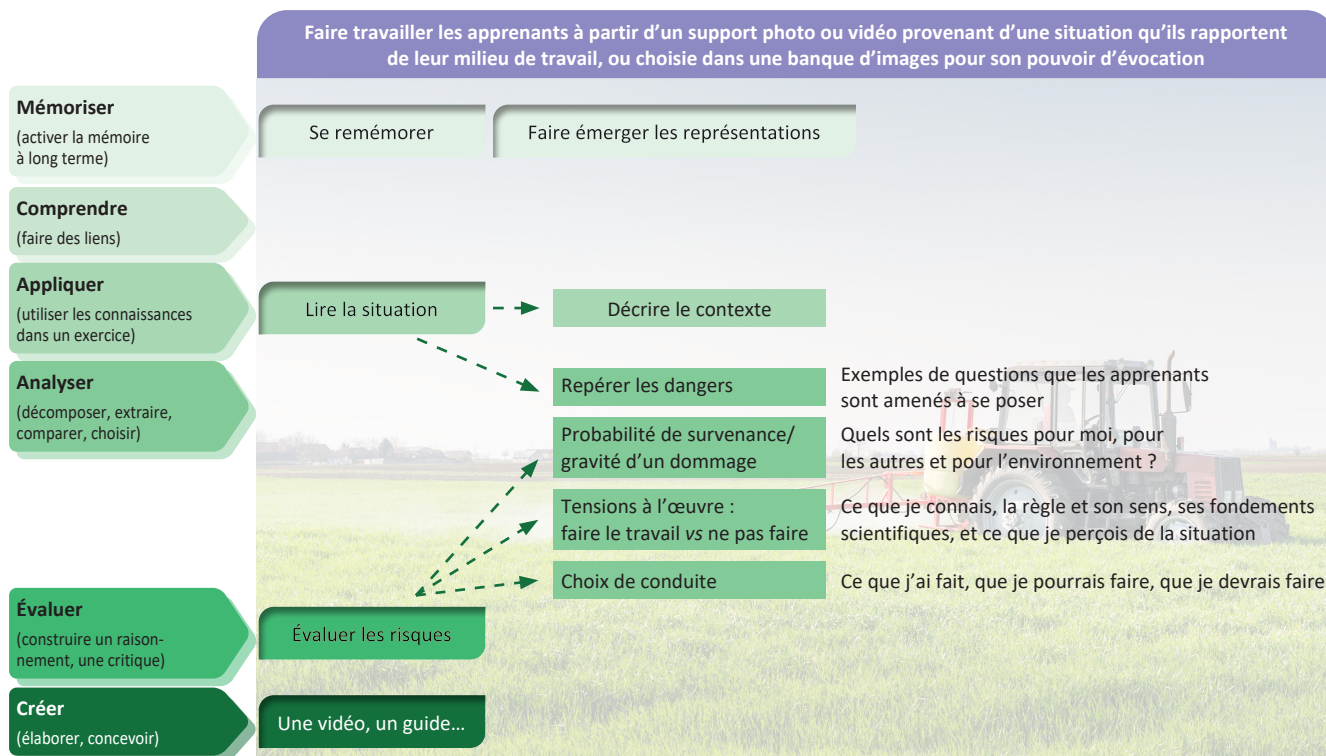 Faire travailler les apprenants à partir d’un support photo ou vidéo provenant d’une situation qu’ils rapportent
de leur milieu de travail, ou choisie dans une banque d’images pour son pouvoir d’évocation
Mémoriser
(activer la mémoire
à long terme)
Se remémorer
Faire émerger les représentations
Comprendre
(faire des liens)
Appliquer
(utiliser les connaissances
dans un exercice)
Lire la situation
Décrire le contexte
Analyser
(décomposer, extraire,
comparer, choisir)
Repérer les dangers
Exemples de questions que les apprenants
sont amenés à se poser
Probabilité de survenance/
gravité d’un dommage
Quels sont les risques pour moi, pour
les autres et pour l’environnement ?
Tensions à l’œuvre :
faire le travail vs ne pas faire
Ce que je connais, la règle et son sens, ses fondements
scientifiques, et ce que je perçois de la situation
Choix de conduite
Ce que j’ai fait, que je pourrais faire, que je devrais faire
Évaluer
(construire un raison-
nement, une critique)
Évaluer les risques
Créer
(élaborer, concevoir)
Une vidéo, un guide…